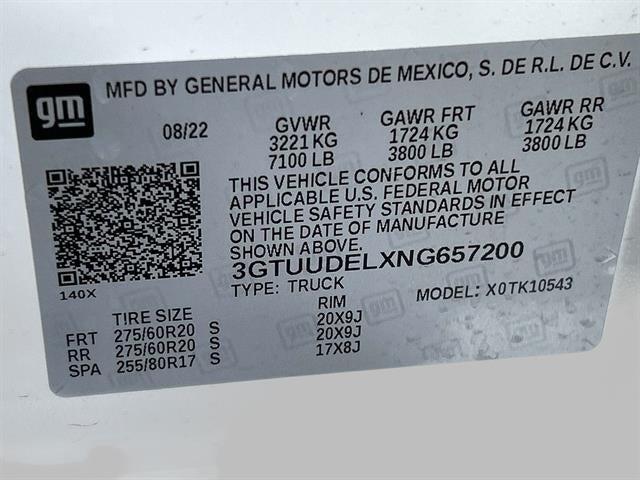 gm
MFD BY GENERAL MOTORS DE MEXICO, S. DE R.L. DE C.V.
08/22 GVWR GAWR FRT GAWR RR
3221 KG 1724 KG 1724 KG
7100 LB 3800 LB 3800 LB
THIS VEHICLE CONFORMS TO ALL
APPLICABLE U.S. FEDERAL MOTOR
VEHICLE SAFETY STANDARDS IN EFFECT
ON THE DATE OF MANUFACTURE
SHOWN ABOVE.
140X
3GTUUDELXNG657200
TYPE: TRUCK MODEL: X0TK10543
TIRE SIZE RIM
FRT 275/60R20 S 20X9J
RR 275/60R20 S 20X9J
SPA 255/80R17 S 17X8J